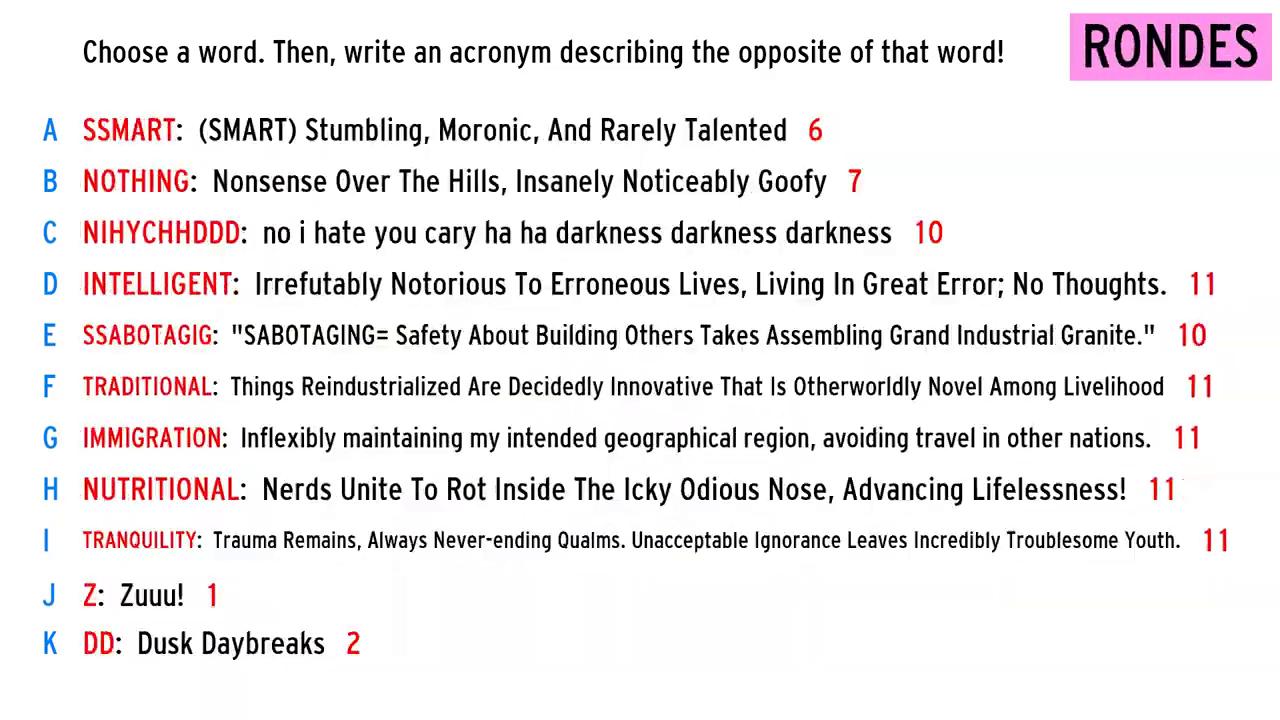 Choose a word. Then, write an acronym describing the opposite of that word!
RONDES
A SSMART: (SMART) Stumbling, Moronic, And Rarely Talented 6
B NOTHING: Nonsense Over The Hills, Insanely Noticeably Goofy 7
C NIHYCHHDDD: no i hate you cary ha ha darkness darkness darkness 10
D INTELLIGENT: Irrefutably Notorious To Erroneous Lives, Living In Great Error; No Thoughts. 11
E SSABOTAGIG: "SABOTAGING= Safety About Building Others Takes Assembling Grand Industrial Granite." 10
F TRADITIONAL: Things Reindustrialized Are Decidedly Innovative That Is Otherworldly Novel Among Livelihood 11
G IMMIGRATION: Inflexibly maintaining my intended geographical region, avoiding travel in other nations. 11
H NUTRITIONAL: Nerds Unite To Rot Inside The Icky Odious Nose, Advancing Lifelessness! 11
I TRANQUILITY: Trauma Remains, Always Never-ending Qualms. Unacceptable Ignorance Leaves Incredibly Troublesome Youth. 11
J Z: Zuuu! 1
K DD: Dusk Daybreaks 2